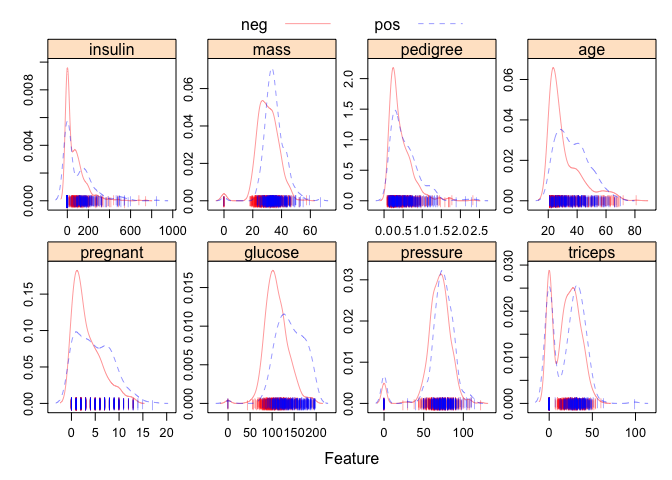 neg pos
insulin mass pedigree age
0.000 0.004 0.008
0.00 0.02 0.04 0.06
0.0 0.5 1.0 1.5 2.0
0.00 0.02 0.04 0.06
0 200 600 1000
0 20 40 60
0.0 0.5 1.0 1.5 2.0 2.5
20 40 60 80
pregnant glucose pressure triceps
0.00 0.05 0.10 0.15
0.000 0.005 0.010 0.015
0.00 0.01 0.02 0.03
0.000 0.010 0.020 0.030
0 5 10 15 20
0 50 100 150 200
0 50 100
0 50 100
Feature